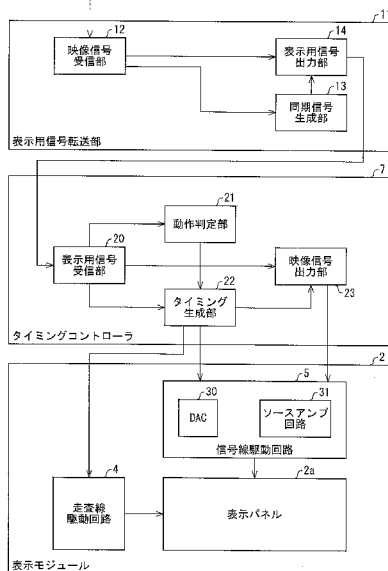 11
12
映像信号
受信部
14
表示用信号
出力部
13
同期信号
生成部
表示用信号転送部
7
21
動作判定部
20
表示用信号
受信部
22
タイミング
生成部
映像信号
出力部
23
タイミングコントローラ
2
5
30
DAC
31
ソースアンプ
回路
信号線駆動回路
4
走査線
駆動回路
2a
表示パネル
表示モジュール